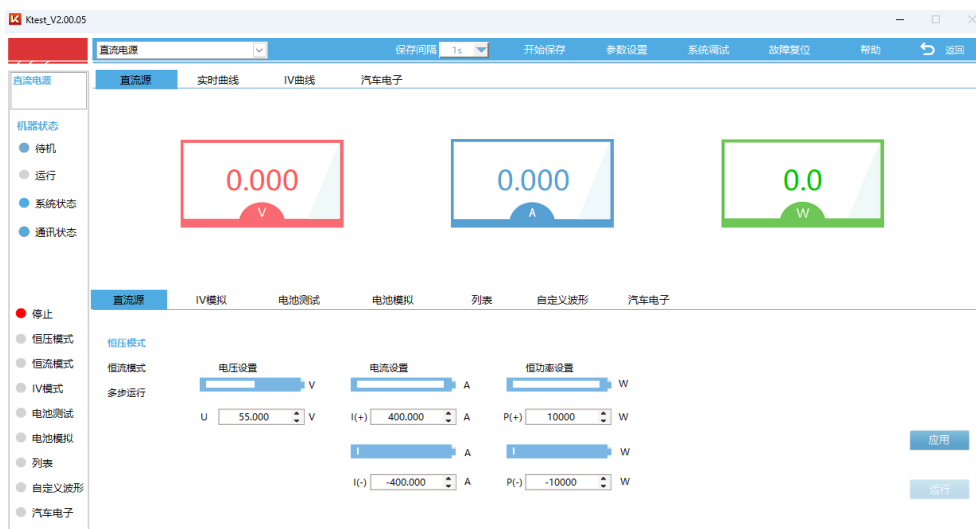 Ktest_V2.00.05
直流电源 保存间隔 1s 开始保存 参数设置 系统调试 故障复位 帮助 返回
直流电源
直流源 实时曲线 IV曲线 汽车电子
机器状态
待机
运行
系统状态
通讯状态
0.000 0.000 0.0
V A W
停止
恒压模式
恒流模式
IV模式
电池测试
电池模拟
列表
自定义波形
汽车电子
直流源 IV模拟 电池测试 电池模拟 列表 自定义波形 汽车电子
恒压模式
恒流模式
多步运行
电压设置 电流设置 恒功率设置
V A W
U 55.000 V I(+) 400.000 A P(+) 10000 W
A W
I(-) -400.000 A P(-) -10000 W
应用
运行